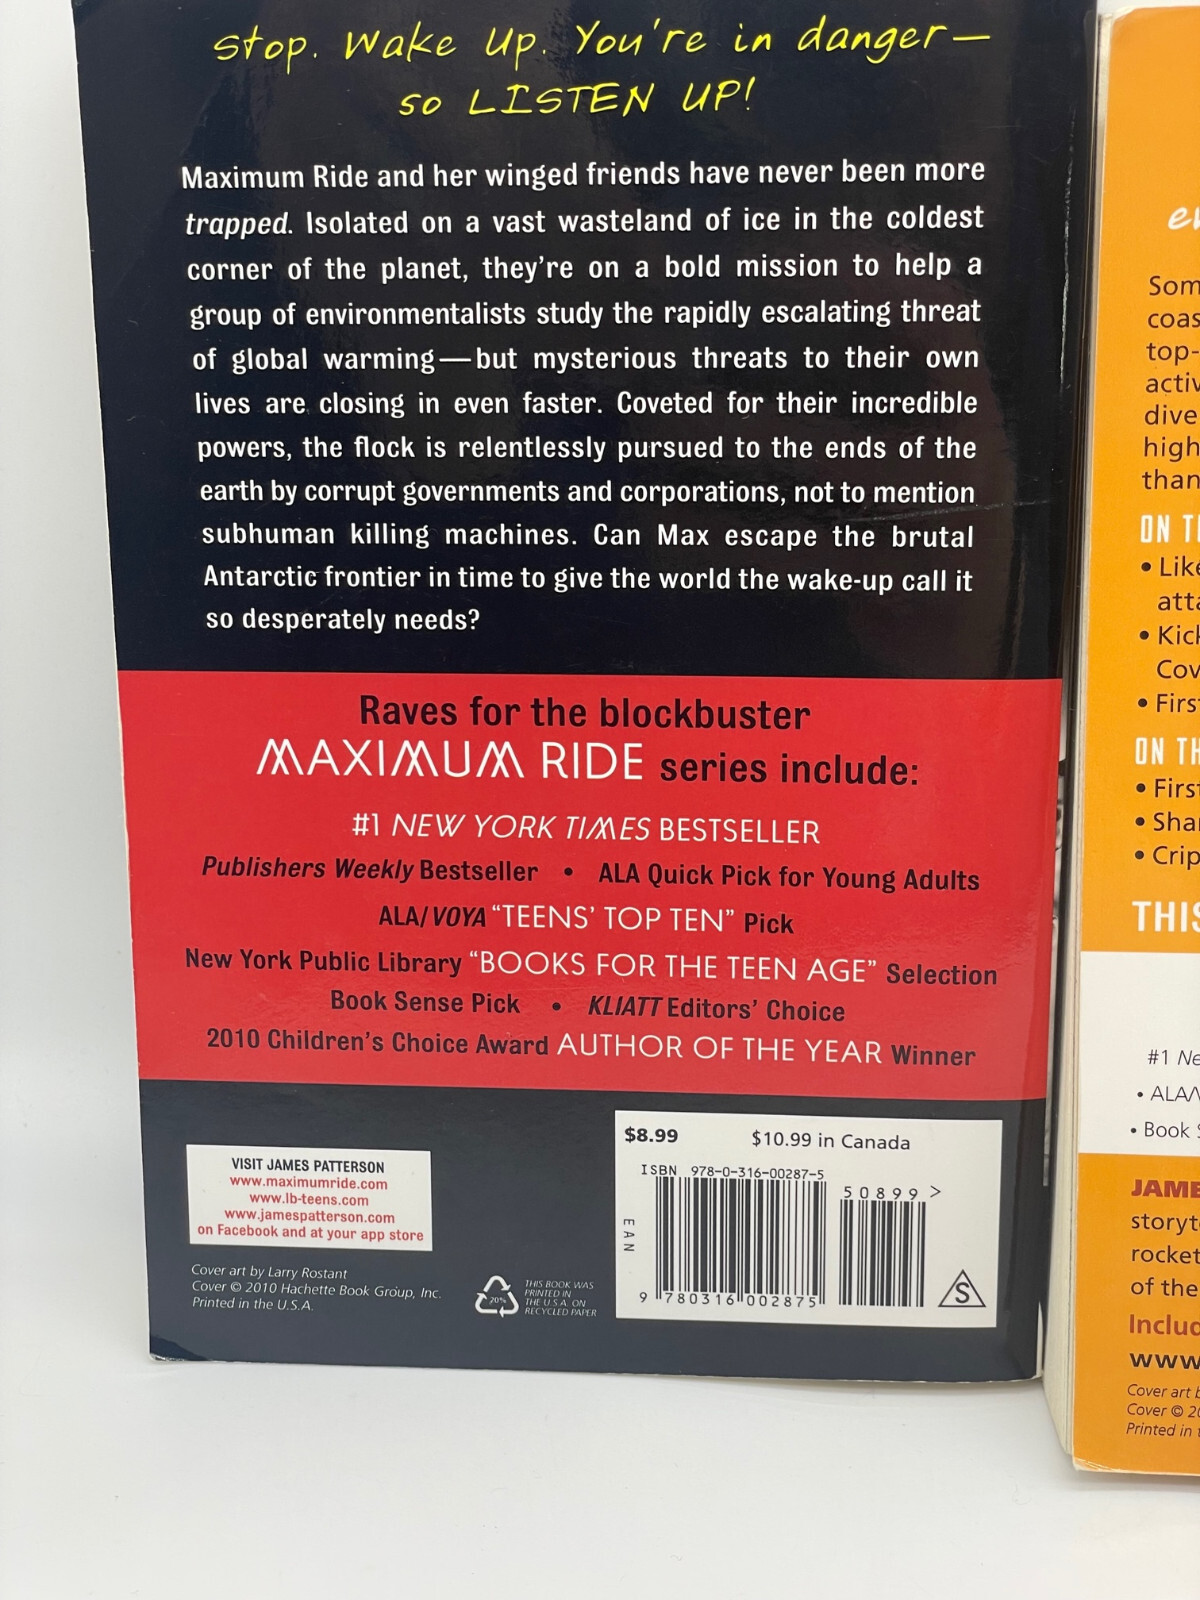 Stop. Wake up. You're in danger—
so LISTEN UP!
Maximum Ride and her winged friends have never been more
trapped. Isolated on a vast wasteland of ice in the coldest
corner of the planet, they're on a bold mission to help a
group of environmentalists study the rapidly escalating threat
of global warming—but mysterious threats to their own
lives are closing in even faster. Coveted for their incredible
powers, the flock is relentlessly pursued to the ends of the
earth by corrupt governments and corporations, not to mention
subhuman killing machines. Can Max escape the brutal
Antarctic frontier in time to give the world the wake-up call it
so desperately needs?
Raves for the blockbuster
MAXIMUM RIDE series include:
#1 NEW YORK TIMES BESTSELLER
Publishers Weekly Bestseller • ALA Quick Pick for Young Adults
ALA/VOYA "TEENS' TOP TEN" Pick
New York Public Library "BOOKS FOR THE TEEN AGE" Selection
Book Sense Pick • KLIATT Editors' Choice
2010 Children's Choice Award AUTHOR OF THE YEAR Winner
VISIT JAMES PATTERSON
www.maximumride.com
www.lb-teens.com
www.jamespatterson.com
on Facebook and at your app store
Cover art by Larry Rostant
Cover © 2010 Hachette Book Group, Inc.
Printed in the U.S.A.
20%
THIS BOOK WAS
PRINTED IN
THE U.S.A. ON
RECYCLED PAPER
$8.99 $10.99 in Canada
ISBN 978-0-316-00287-5
50899>
EAN
9 780316 002875
S
Som
coas
top-
activ
dive
high
than
ON T
• Like
atta
• Kick
Cov
• Firs
ON TH
• First
• Shar
• Crip
THIS
#1 Ne
• ALA/V
• Book S
JAME
storyt
rocket
of the
Includ
www
Cover art b
Cover © 20
Printed in t